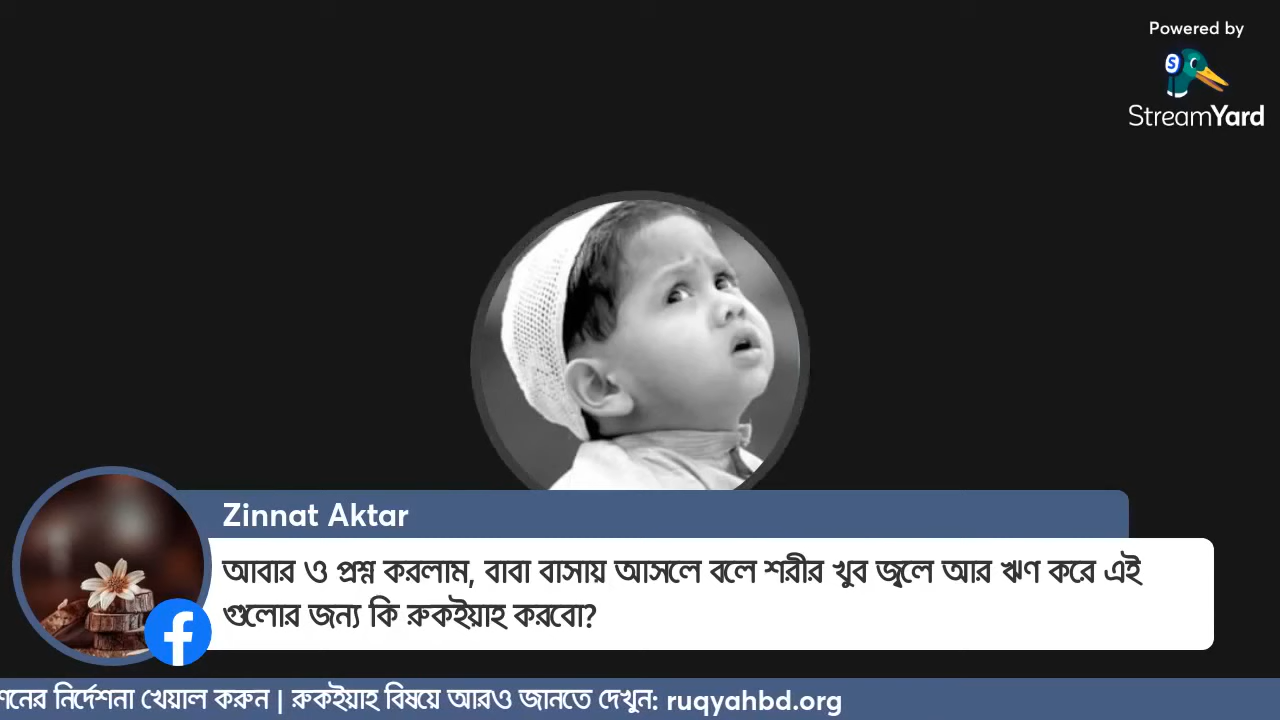 Powered by
S
StreamYard
Zinnat Aktar
আবার ও প্রশ্ন করলাম, বাবা বাসায় আসলে বলে শরীর খুব জ্বলে আর ঋণ করে এই
গুলোর জন্য কি রুকইয়াহ করবো?
নির্দেশনা খেয়াল করুন | রুকইয়াহ বিষয়ে আরও জানতে দেখুন: ruqyahbd.org